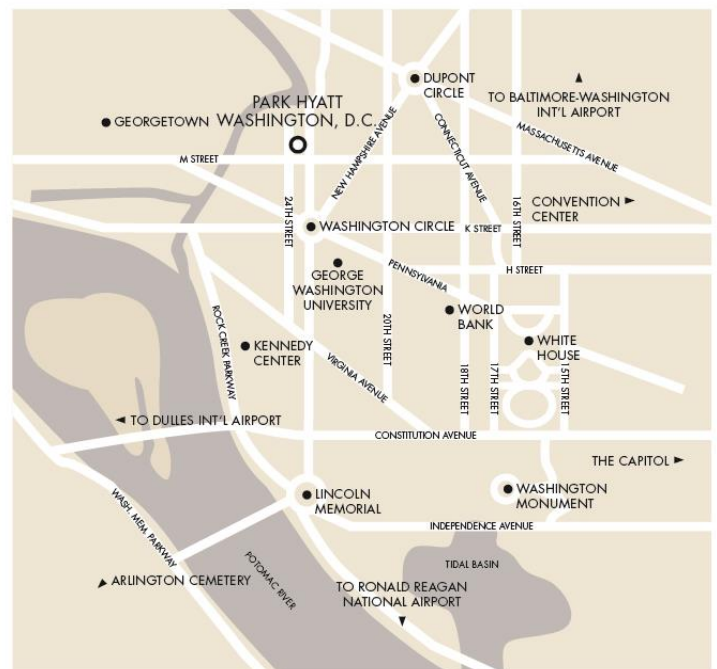 DUPONT
CIRCLE
TO BALTIMORE-WASHINGTON
INT'L AIRPORT
PARK HYATT
WASHINGTON, D.C.
GEORGETOWN
M STREET
NEW HAMPSHIRE AVENUE
CONNECTICUT AVENUE
MASSACHUSETTS AVENUE
24TH STREET
16TH STREET
CONVENTION
CENTER
WASHINGTON CIRCLE
K STREET
GEORGE
WASHINGTON
UNIVERSITY
PENNSYLVANIA
H STREET
ROCK CREEK PARKWAY
KENNEDY
CENTER
VIRGINIA AVENUE
20TH STREET
WORLD
BANK
18TH STREET
17TH STREET
WHITE
HOUSE
15TH STREET
TO DULLES INT'L AIRPORT
CONSTITUTION AVENUE
THE CAPITOL
WASH. MEM. PARKWAY
LINCOLN
MEMORIAL
WASHINGTON
MONUMENT
INDEPENDENCE AVENUE
POTOMAC RIVER
TIDAL BASIN
ARLINGTON CEMETERY
TO RONALD REAGAN
NATIONAL AIRPORT